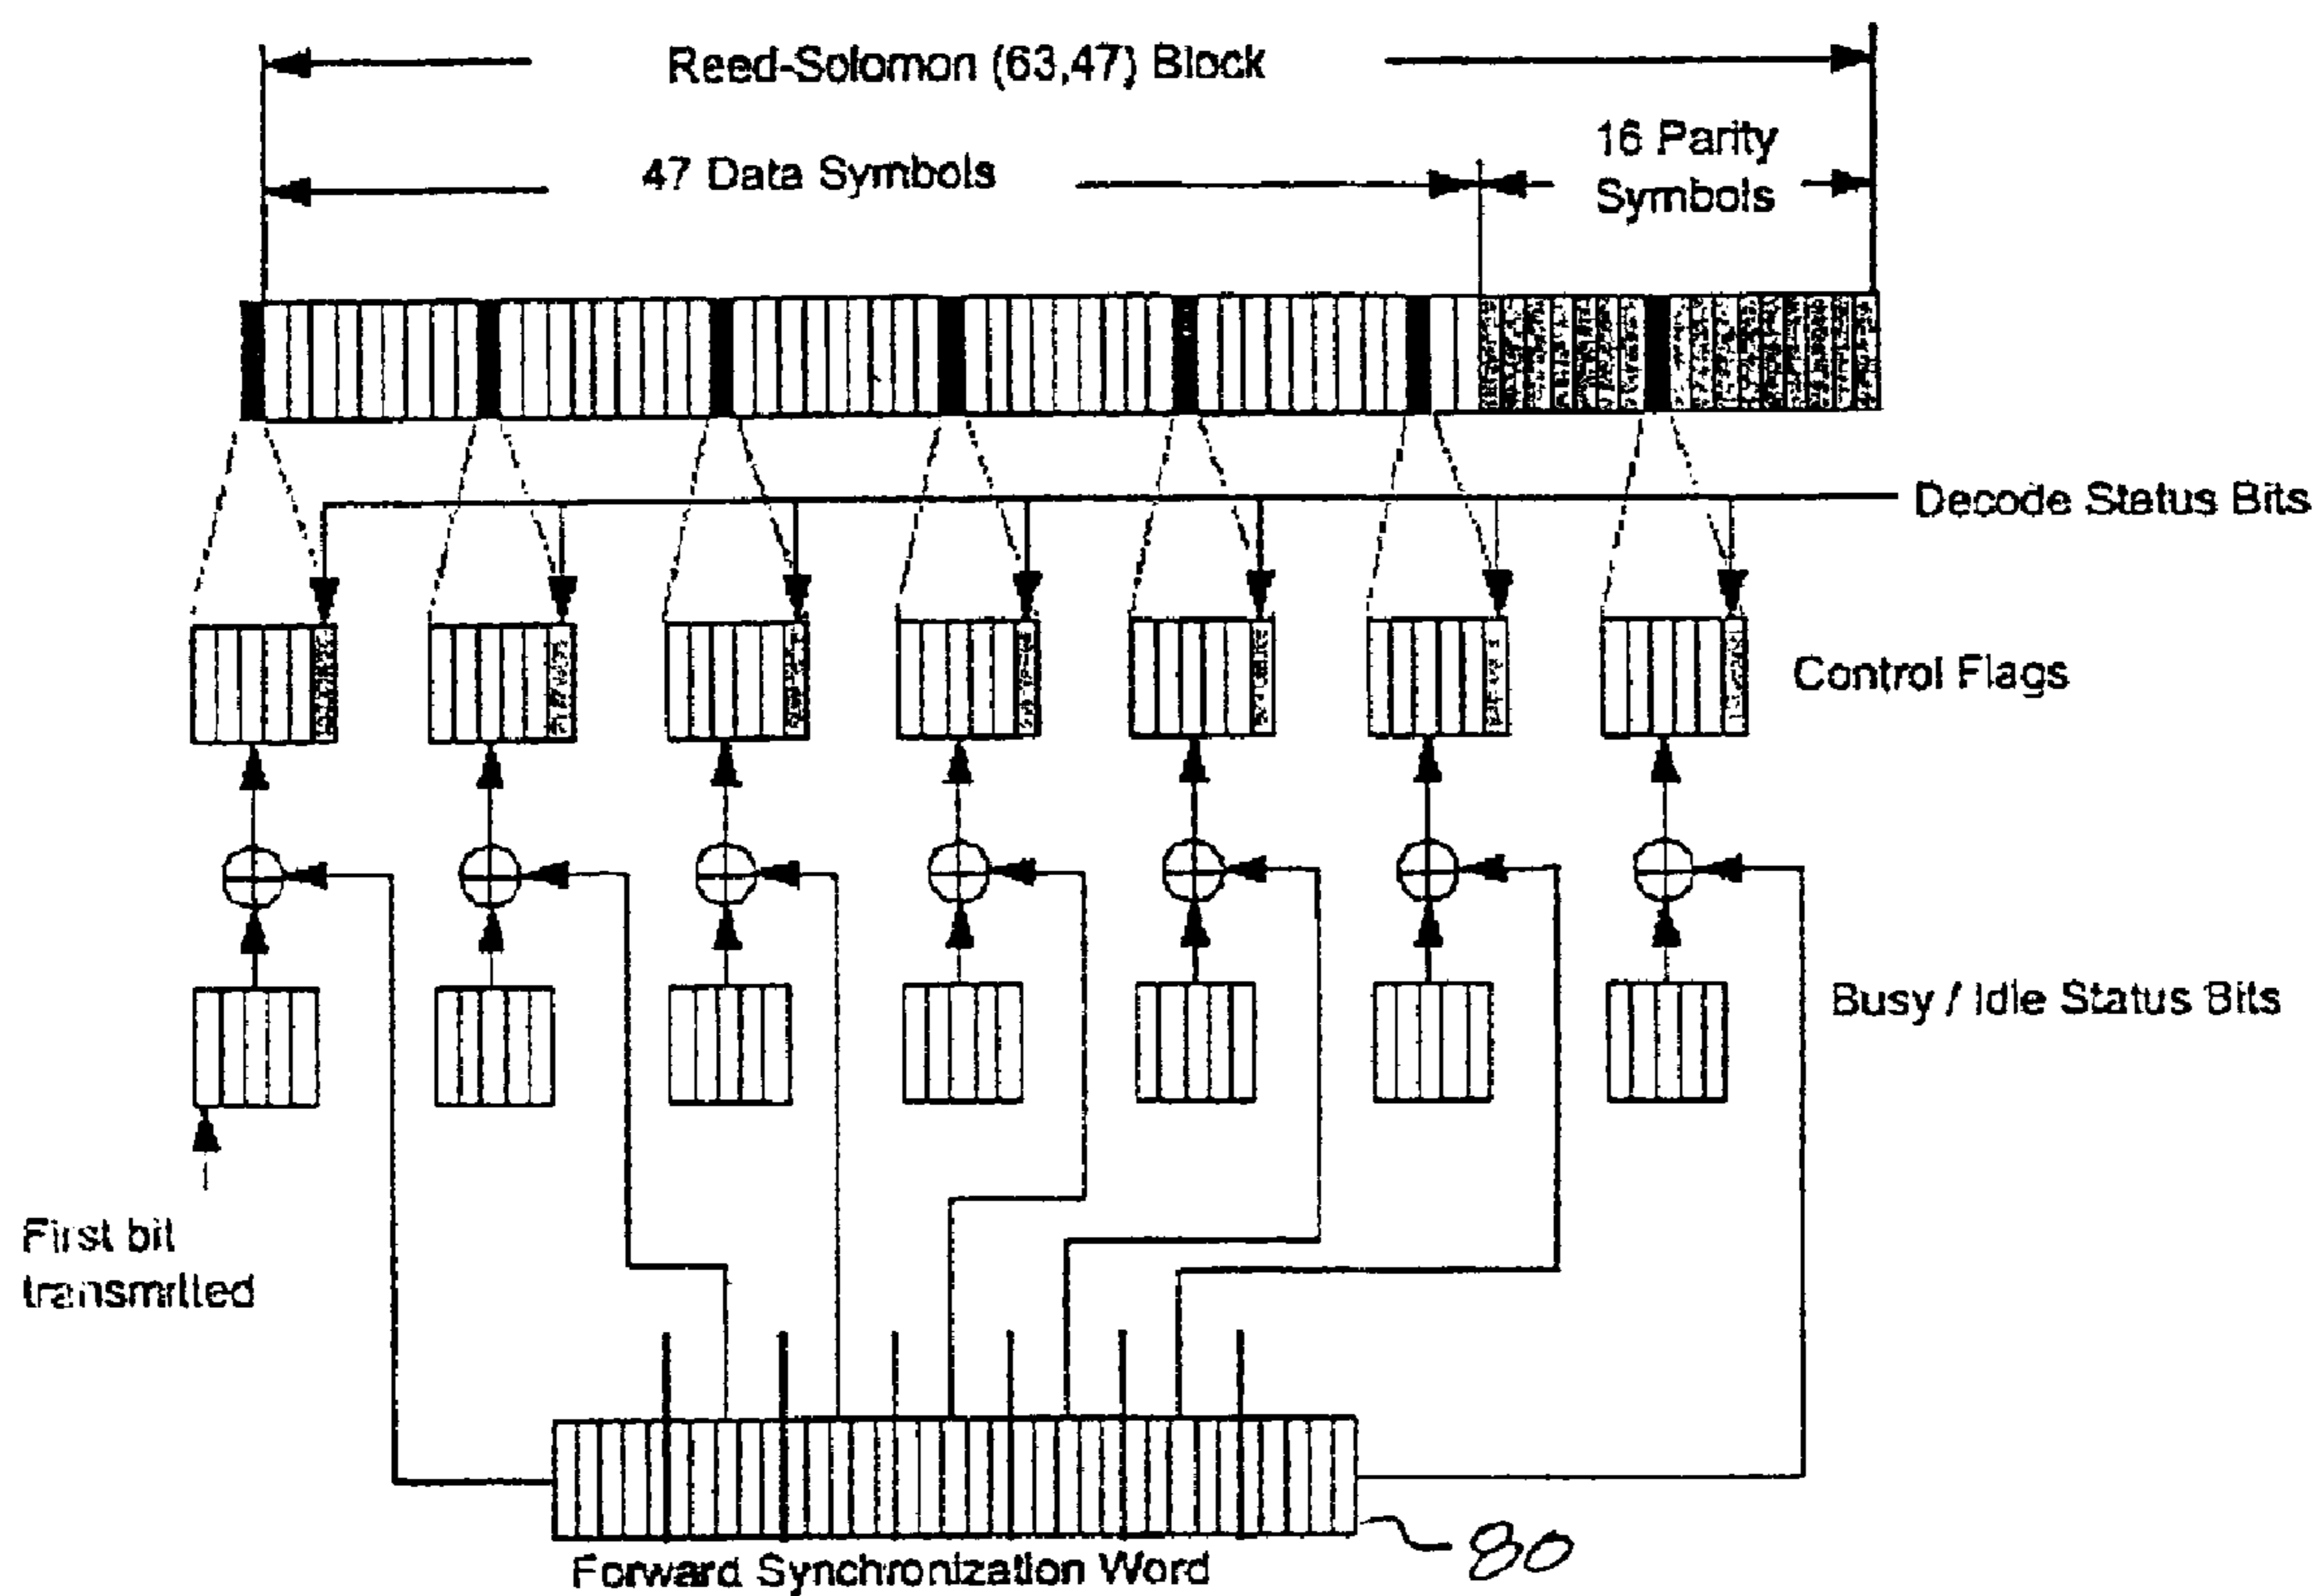 Reed-Solomon (63,47) Block
47 Data Symbols
16 Parity
Symbols
Decode Status Bits
Control Flags
Busy / Idle Status Bits
First bit
transmitted
Forward Synchronization Word
80